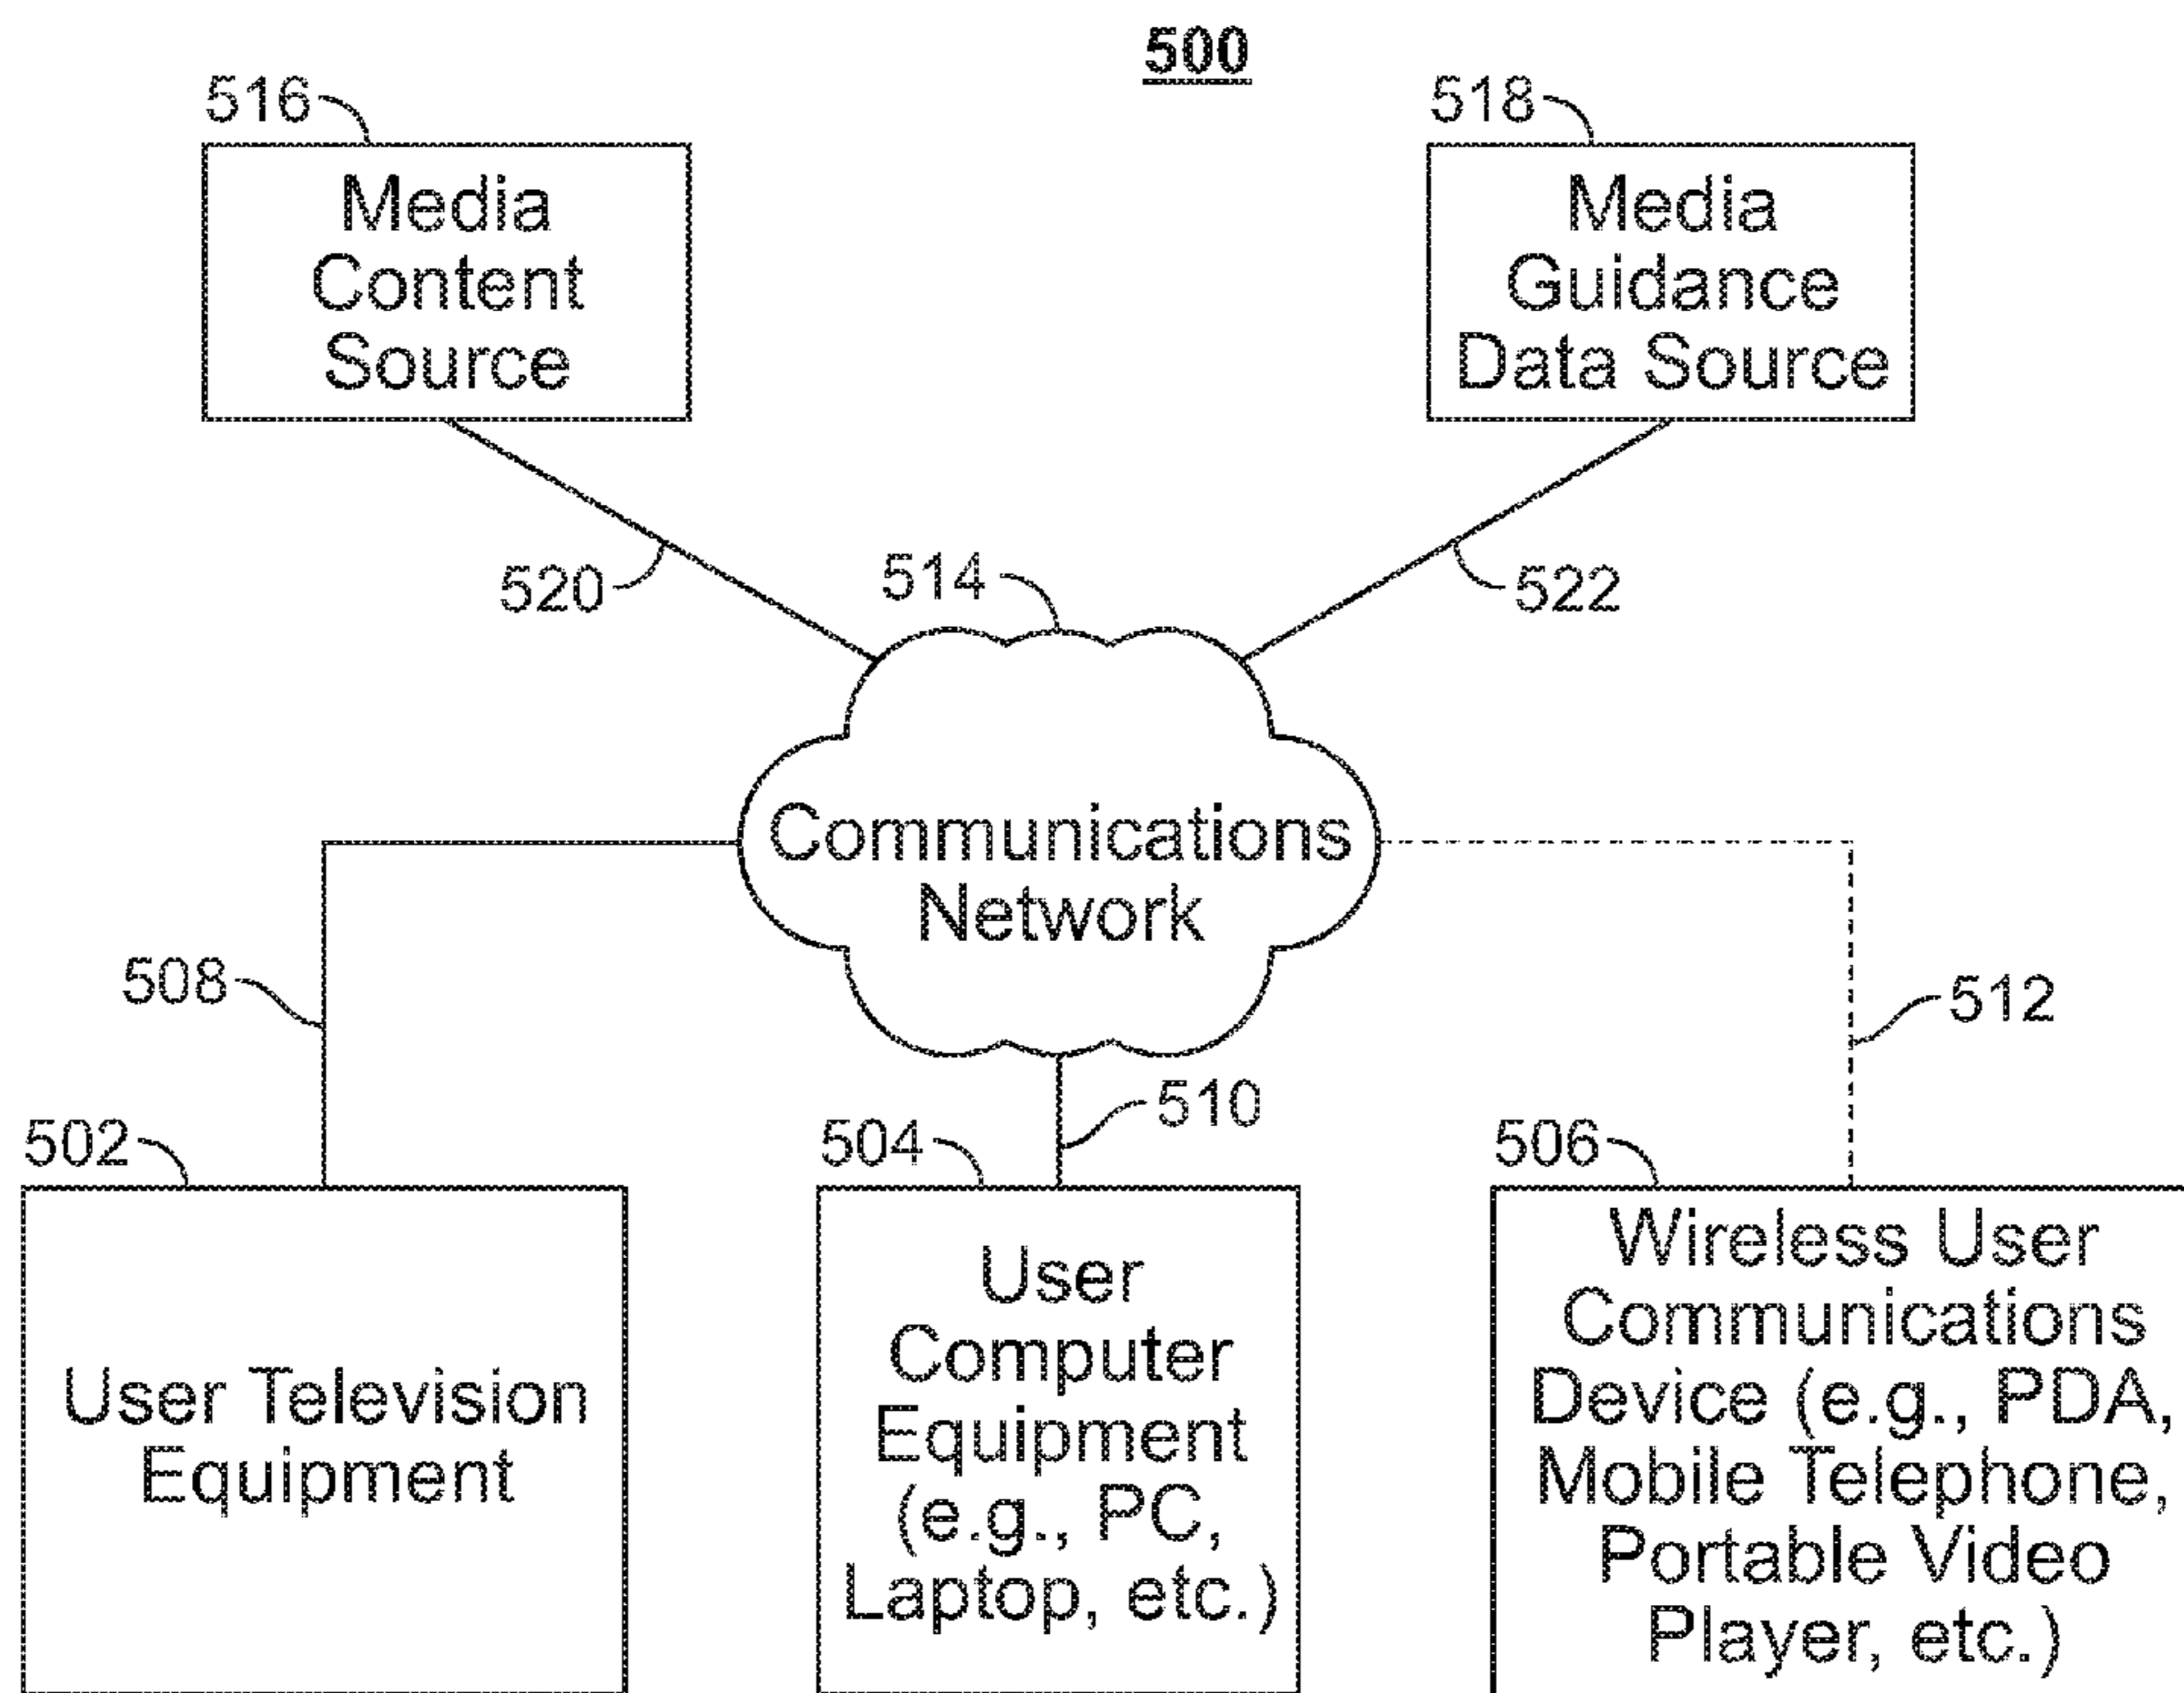 500
516
518
Media
Content
Source
Media
Guidance
Data Source
520
514
522
Communications
Network
508
512
510
502
504
506
User Television
Equipment
User
Computer
Equipment
(e.g., PC,
Laptop, etc.)
Wireless User
Communications
Device (e.g., PDA,
Mobile Telephone,
Portable Video
Player, etc.)